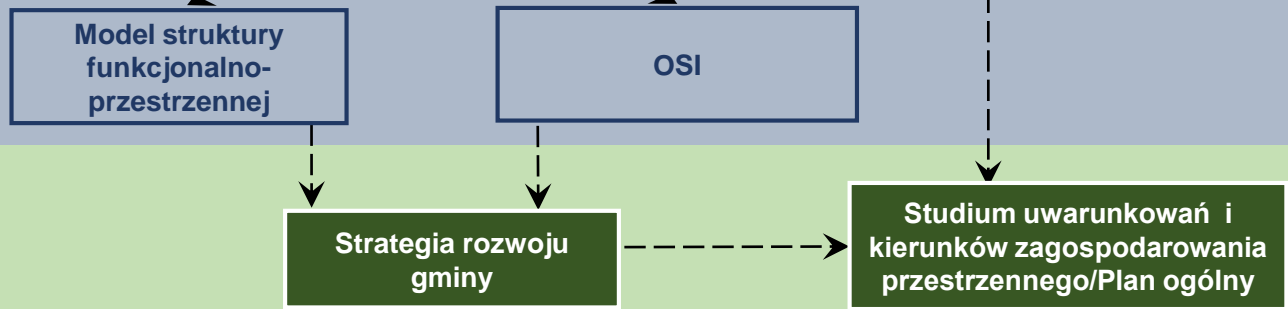 Model struktury
funkcjonalno-
przestrzennej
OSI
Strategia rozwoju
gminy
Studium uwarunkowań i
kierunków zagospodarowania
przestrzennego/Plan ogólny